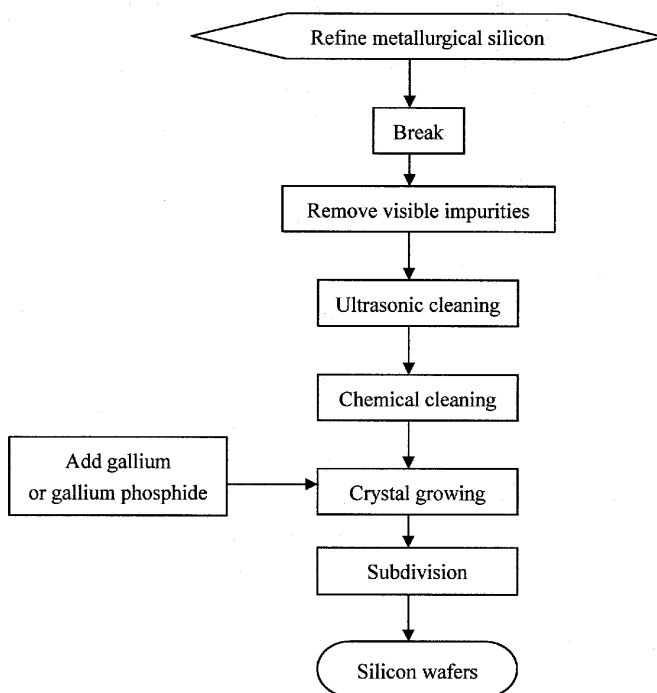 Refine metallurgical silicon
Break
Remove visible impurities
Ultrasonic cleaning
Chemical cleaning
Add gallium
or gallium phosphide
Crystal growing
Subdivision
Silicon wafers